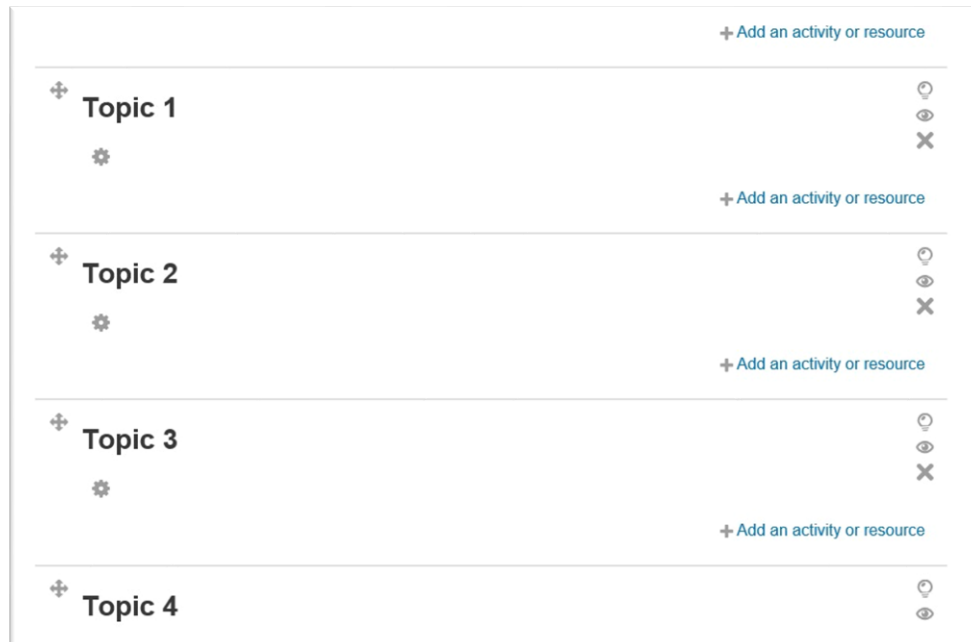 Add an activity or resource
Topic 1
Add an activity or resource
Topic 2
Add an activity or resource
Topic 3
Add an activity or resource
Topic 4